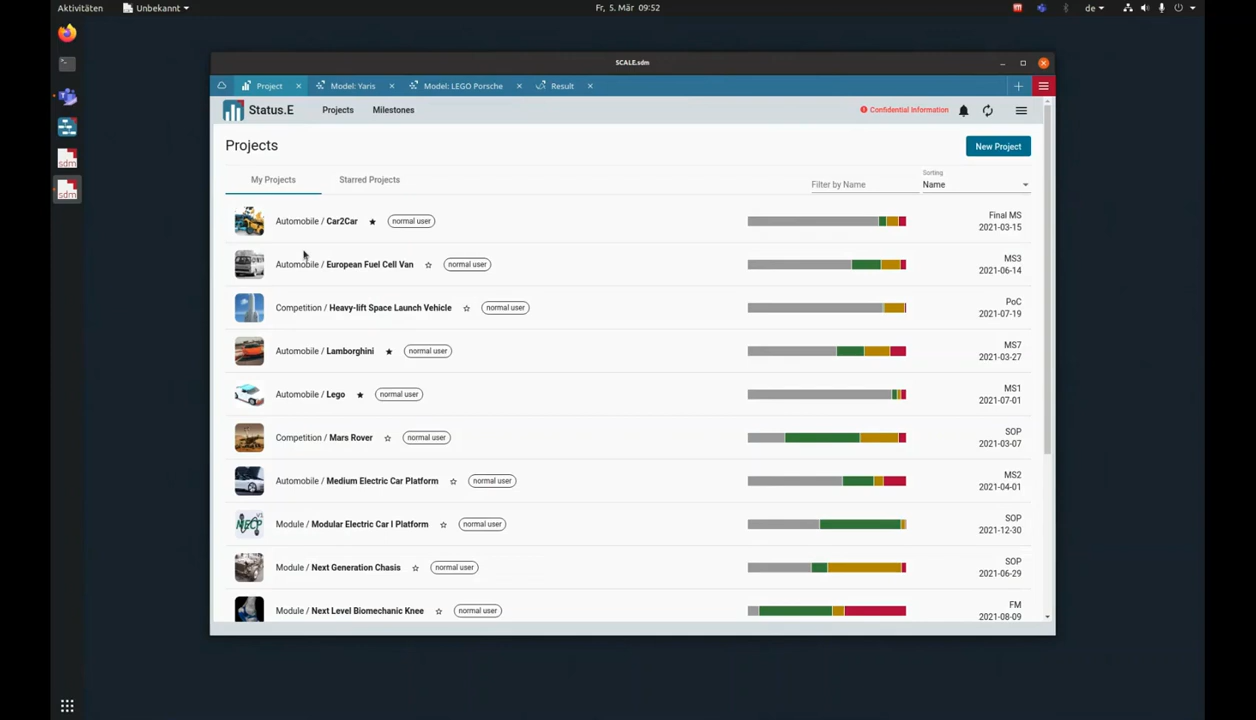 Aktivitäten
Unbekannt
Fr, 5. Mär 09:52
de
SCALE.sdm
Project
Model: Yaris
Model: LEGO Porsche
Result
Status.E
Projects
Milestones
Confidential Information
Projects
New Project
My Projects
Starred Projects
Filter by Name
Sorting
Name
Automobile / Car2Car
normal user
Final MS
2021-03-15
Automobile / European Fuel Cell Van
normal user
MS3
2021-06-14
Competition / Heavy-lift Space Launch Vehicle
normal user
PoC
2021-07-19
Automobile / Lamborghini
normal user
MS7
2021-03-27
Automobile / Lego
normal user
MS1
2021-07-01
Competition / Mars Rover
normal user
SOP
2021-03-07
Automobile / Medium Electric Car Platform
normal user
MS2
2021-04-01
V1
MECP
Module / Modular Electric Car I Platform
normal user
SOP
2021-12-30
Module / Next Generation Chasis
normal user
SOP
2021-06-29
Module / Next Level Biomechanic Knee
normal user
FM
2021-08-09
sdm
sdm